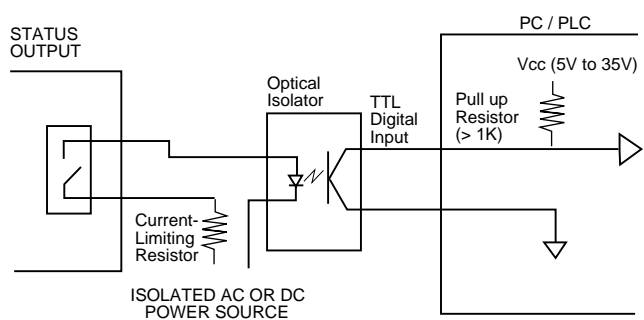 STATUS
OUTPUT
PC / PLC
Vcc (5V to 35V)
Optical
Isolator
TTL
Digital
Input
Pull up
Resistor
(> 1K)
Current-
Limiting
Resistor
ISOLATED AC OR DC
POWER SOURCE